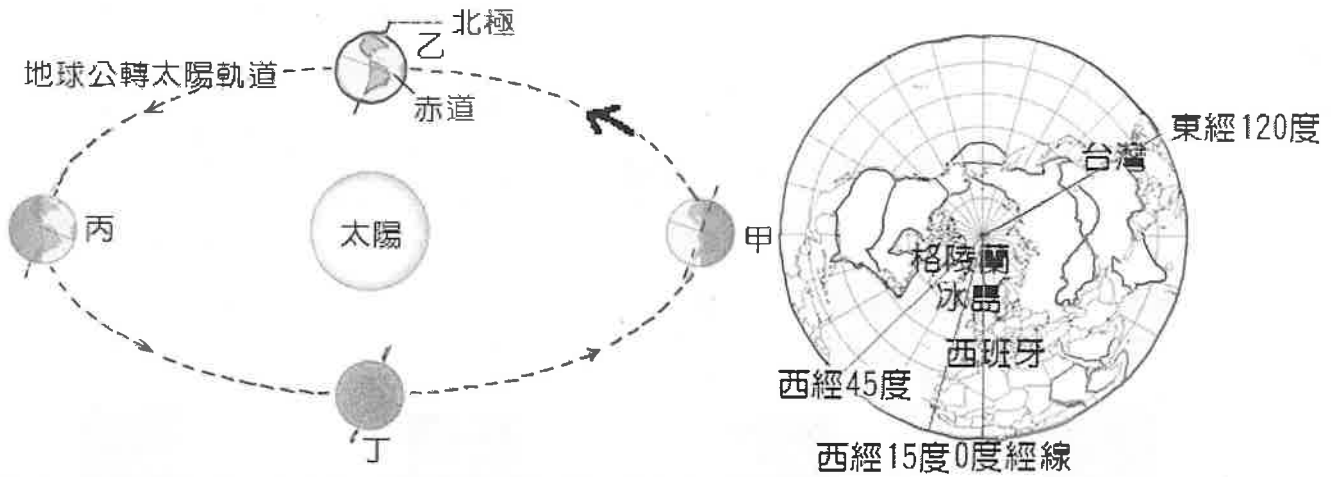 北極
乙
地球公轉太陽軌道
赤道
丙
太陽
甲
丁
東經120度
台灣
格陵蘭
冰島
西班牙
西經45度
西經15度0度經線